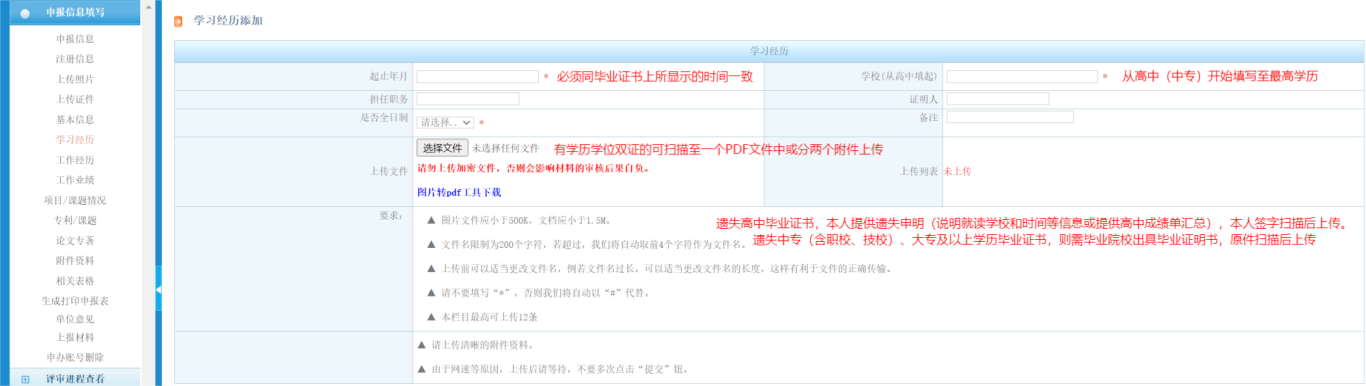 申报信息填写
申报信息
注册信息
上传照片
上传证件
基本信息
学习经历
工作经历
工作业绩
项目/课题情况
专利/课题
论文专著
附件资料
相关表格
生成打印申报表
单位意见
上报材料
申办账号删除
评审进程查看
学习经历添加
学习经历
起止年月 * 必须同毕业证书上所显示的时间一致 学校(从高中填起) * 从高中（中专）开始填写至最高学历
担任职务 证明人
是否全日制 请选择.. * 备注
选择文件 未选择任何文件 有学历学位双证的可扫描至一个PDF文件中或分两个附件上传
上传文件 请勿上传加密文件，否则会影响材料的审核后果自负。 上传列表 未上传
图片转pdf工具下载
要求： ▲ 图片文件应小于500K，文档应小于1.5M。 遗失高中毕业证书，本人提供遗失申明（说明就读学校和时间等信息或提供高中成绩单汇总），本人签字扫描后上传。
▲ 文件名限制为200个字符，若超过，我们将自动取前4个字符作为文件名。 遗失中专（含职校、技校）、大专及以上学历毕业证书，则需毕业院校出具毕业证明书，原件扫描后上传
▲ 上传前可以适当更改文件名，例若文件名过长，可以适当更改文件名的长度，这样有利于文件的正确传输。
▲ 请不要填写“*”，否则我们将自动以“#”代替。
▲ 本栏目最高可上传12条
▲ 请上传清晰的附件资料。
▲ 由于网速等原因，上传后请等待，不要多次点击“提交”钮。